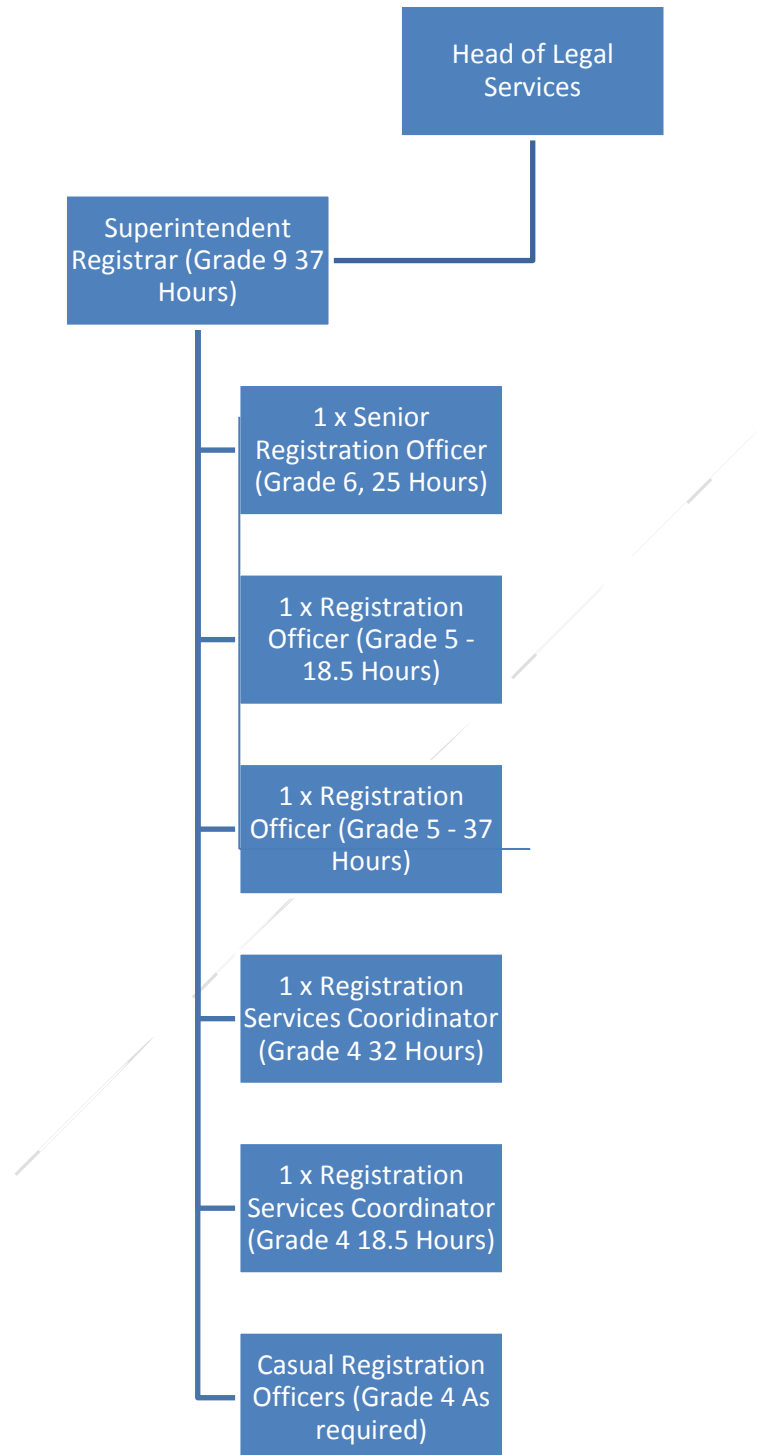 Head of Legal
Services
Superintendent
Registrar (Grade 9 37
Hours)
1 x Senior
Registration Officer
(Grade 6, 25 Hours)
1 x Registration
Officer (Grade 5 -
18.5 Hours)
1 x Registration
Officer (Grade 5 - 37
Hours)
1 x Registration
Services Cooridinator
(Grade 4 32 Hours)
1 x Registration
Services Coordinator
(Grade 4 18.5 Hours)
Casual Registration
Officers (Grade 4 As
required)